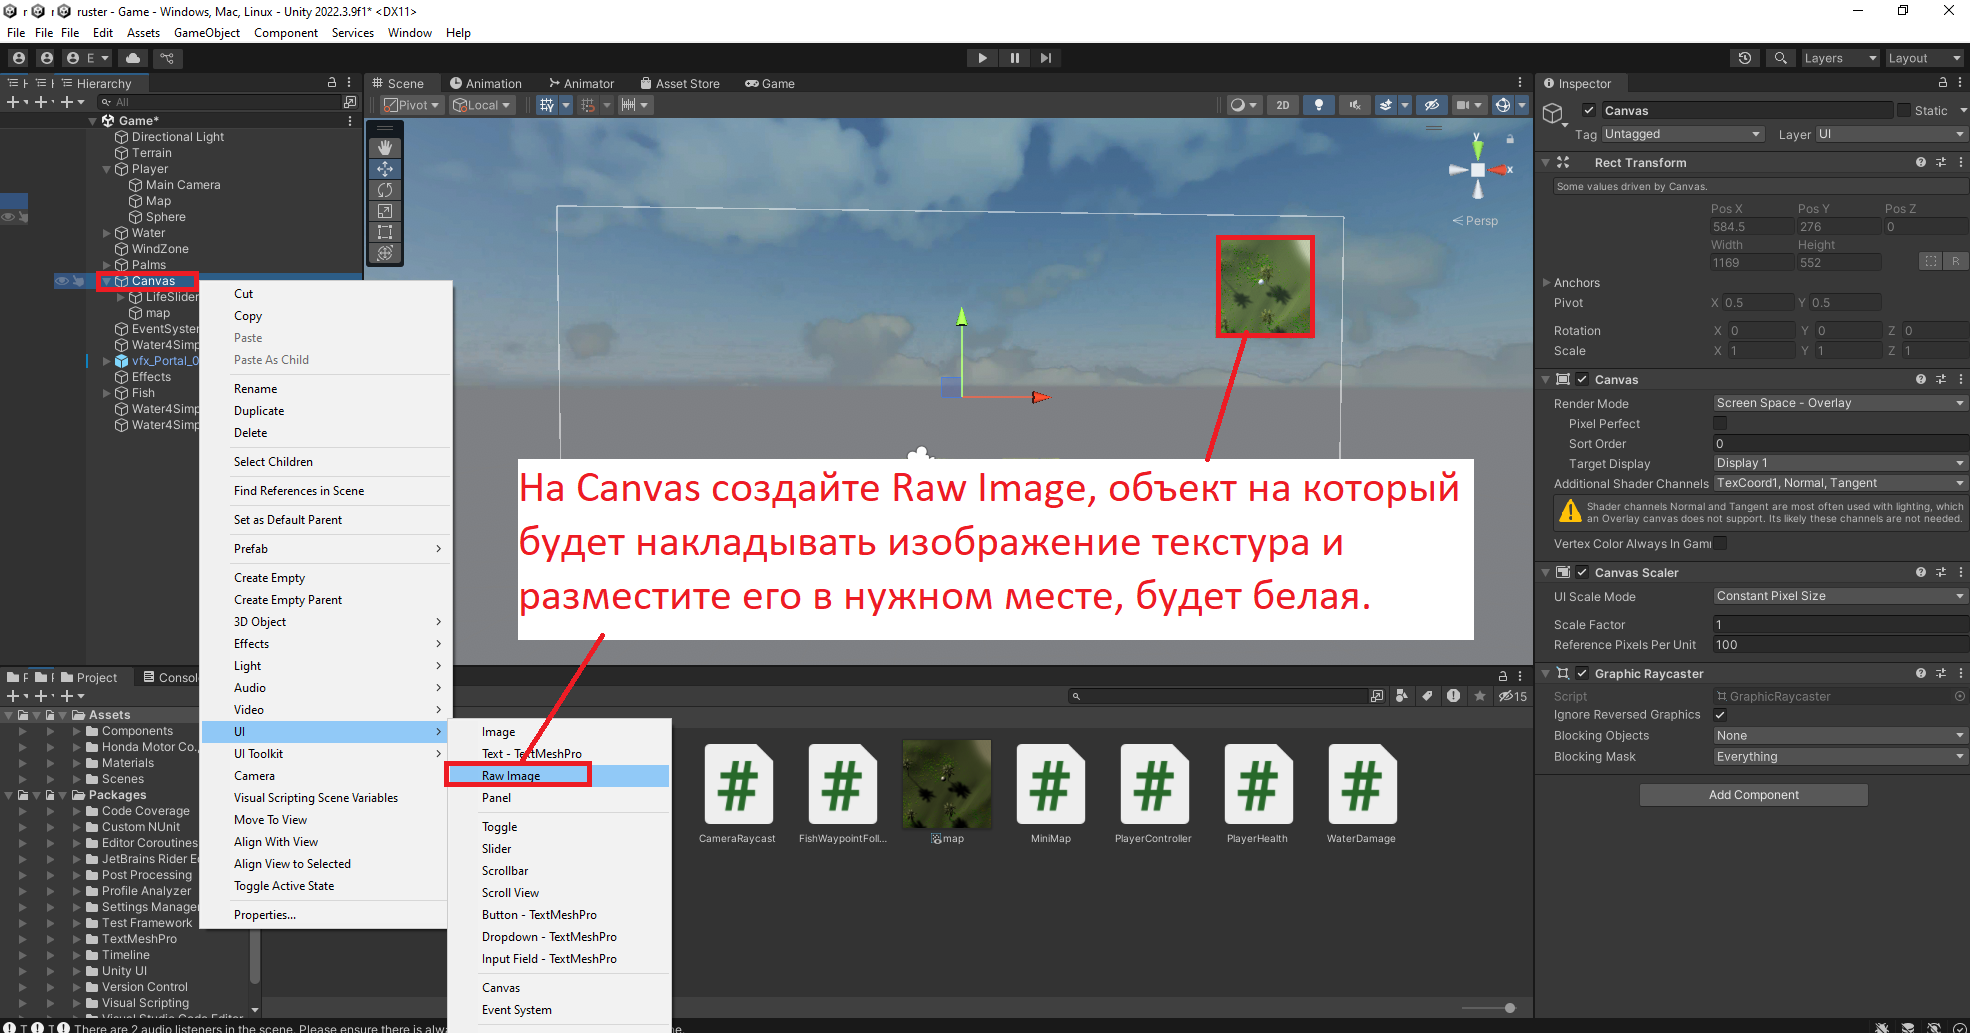 ruster - Game - Windows, Mac, Linux - Unity 2022.3.9f1* <DX11>
File File File Edit Assets GameObject Component Services Window Help
E
Layers Layout
Hierarchy
All
Game*
Directional Light
Terrain
Player
Main Camera
Map
Sphere
Water
WindZone
Palms
Canvas
LifeSlider
map
EventSyster
Water4Simp
vfx_Portal_0
Effects
Fish
Water4Simp
Water4Simp
Scene Animation Animator Asset Store Game
Pivot Local 2D
y
x
Persp
Cut
Copy
Paste
Paste As Child
Rename
Duplicate
Delete
Select Children
Find References in Scene
Set as Default Parent
Prefab
Create Empty
Create Empty Parent
3D Object
Effects
Light
Audio
Video
UI
UI Toolkit
Camera
Visual Scripting Scene Variables
Move To View
Align With View
Align View to Selected
Toggle Active State
Properties...
Image
Text - TextMeshPro
Raw Image
Panel
Toggle
Slider
Scrollbar
Scroll View
Button - TextMeshPro
Dropdown - TextMeshPro
Input Field - TextMeshPro
Canvas
Event System
На Canvas создайте Raw Image, объект на который
будет накладывать изображение текстура и
разместите его в нужном месте, будет белая.
Project Consol
15
Assets
Components
Honda Motor Co.,
Materials
Scenes
Packages
Code Coverage
Custom NUnit
Editor Coroutines
JetBrains Rider E
Post Processing
Profile Analyzer
Settings Manager
Test Framework
TextMeshPro
Timeline
Unity UI
Version Control
Visual Scripting
Visual Studio Code Editor
CameraRaycast FishWaypointFoll... map MiniMap PlayerController PlayerHealth WaterDamage
There are 2 audio listeners in the scene. Please ensure there is alwa
Inspector
Canvas Static
Tag Untagged Layer UI
Rect Transform
Some values driven by Canvas.
Pos X Pos Y Pos Z
584.5 276 0
Width Height
1169 552
R
Anchors
Pivot X 0.5 Y 0.5
Rotation X 0 Y 0 Z 0
Scale X 1 Y 1 Z 1
Canvas
Render Mode Screen Space - Overlay
Pixel Perfect
Sort Order 0
Target Display Display 1
Additional Shader Channels TexCoord1, Normal, Tangent
Shader channels Normal and Tangent are most often used with lighting, which
an Overlay canvas does not support. Its likely these channels are not needed.
Vertex Color Always In Gam
Canvas Scaler
UI Scale Mode Constant Pixel Size
Scale Factor 1
Reference Pixels Per Unit 100
Graphic Raycaster
Script GraphicRaycaster
Ignore Reversed Graphics
Blocking Objects None
Blocking Mask Everything
Add Component